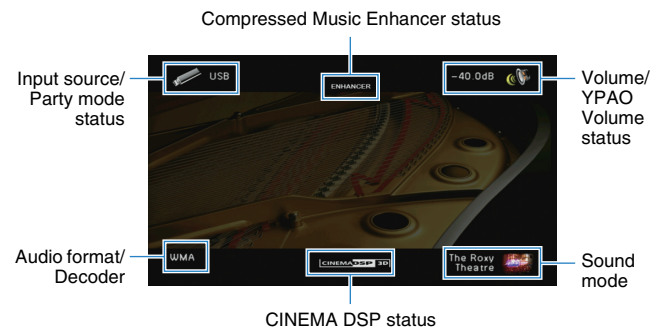 Compressed Music Enhancer status
Input source/
Party mode
status
USB
ENHANCER
-40.0dB
Volume/
YPAO
Volume
status
Audio format/
Decoder
WMA
CINEMA DSP 3D
The Roxy
Theatre
Sound
mode
CINEMA DSP status